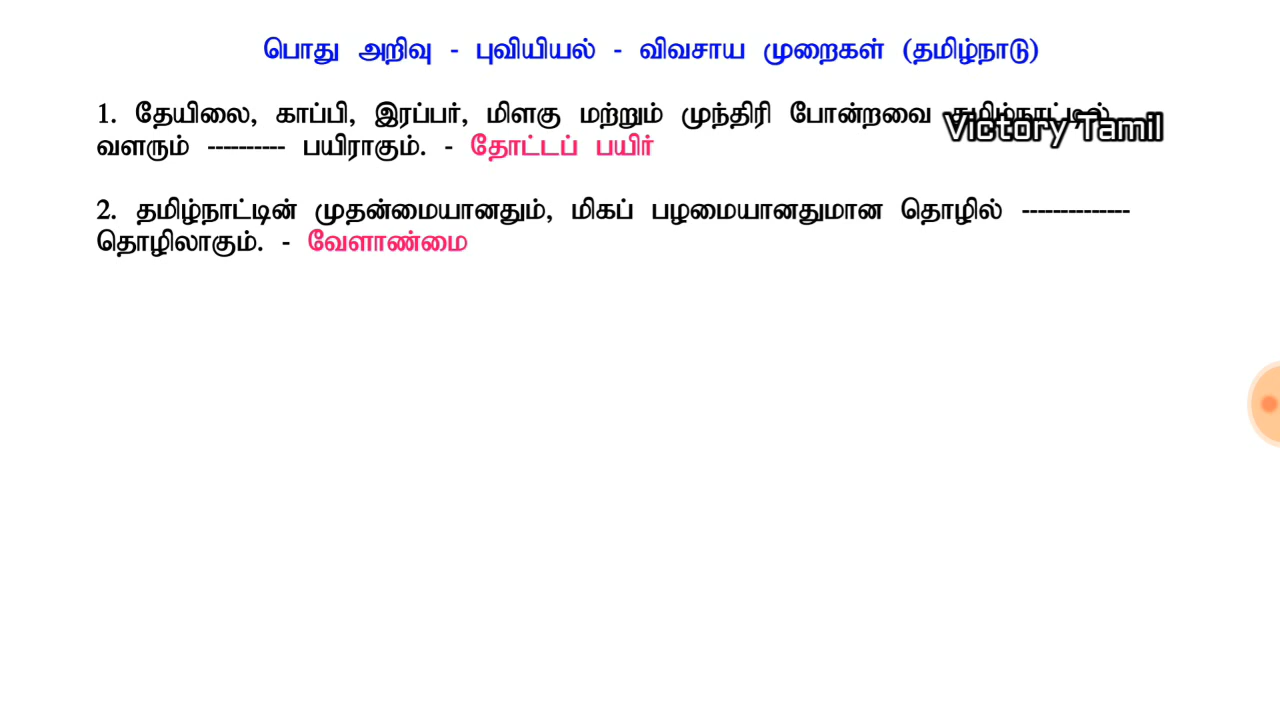 பொது அறிவு - புவியியல் - விவசாய முறைகள் (தமிழ்நாடு)
1. தேயிலை, காப்பி, இரப்பர், மிளகு மற்றும் முந்திரி போன்றவை தமிழ்நாட்டில்
Victory Tamil
வளரும் ---------- பயிராகும். - தோட்டப் பயிர்
2. தமிழ்நாட்டின் முதன்மையானதும், மிகப் பழமையானதுமான தொழில் --------------
தொழிலாகும். - வேளாண்மை